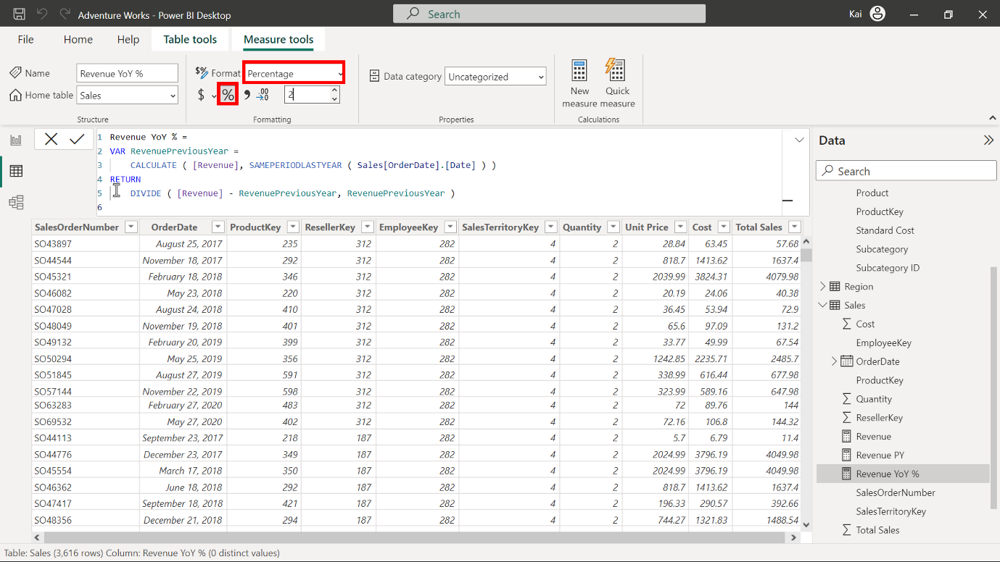 Adventure Works - Power BI Desktop
Search
Kai
File
Home
Help
Table tools
Measure tools
Name
Revenue YoY %
Home table
Sales
Structure
$% Format
Percentage
$ % , .00 →.0
2
Formatting
Data category
Uncategorized
Properties
New measure
Quick measure
Calculations
1 Revenue YoY % =
2 VAR RevenuePreviousYear =
3 CALCULATE ( [Revenue], SAMEPERIODLASTYEAR ( Sales[OrderDate].[Date] ) )
4 RETURN
5 DIVIDE ( [Revenue] - RevenuePreviousYear, RevenuePreviousYear )
6
SalesOrderNumber OrderDate ProductKey ResellerKey EmployeeKey SalesTerritoryKey Quantity Unit Price Cost Total Sales
SO43897 August 25, 2017 235 312 282 4 2 28.84 63.45 57.68
SO44544 November 18, 2017 292 312 282 4 2 818.7 1413.62 1637.4
SO45321 February 18, 2018 346 312 282 4 2 2039.99 3824.31 4079.98
SO46082 May 23, 2018 220 312 282 4 2 20.19 24.06 40.38
SO47028 August 24, 2018 410 312 282 4 2 36.45 53.94 72.9
SO48049 November 19, 2018 401 312 282 4 2 65.6 97.09 131.2
SO49132 February 20, 2019 399 312 282 4 2 33.77 49.99 67.54
SO50294 May 25, 2019 356 312 282 4 2 1242.85 2235.71 2485.7
SO51845 August 27, 2019 591 312 282 4 2 338.99 616.44 677.98
SO57144 November 22, 2019 598 312 282 4 2 323.99 589.16 647.98
SO63283 February 27, 2020 483 312 282 4 2 72 89.76 144
SO69532 May 27, 2020 402 312 282 4 2 72.16 106.8 144.32
SO44113 September 23, 2017 218 187 282 4 2 5.7 6.79 11.4
SO44776 December 23, 2017 349 187 282 4 2 2024.99 3796.19 4049.98
SO45554 March 17, 2018 350 187 282 4 2 2024.99 3796.19 4049.98
SO46362 June 18, 2018 292 187 282 4 2 818.7 1413.62 1637.4
SO47417 September 18, 2018 421 187 282 4 2 196.33 290.57 392.66
SO48356 December 21, 2018 294 187 282 4 2 744.27 1321.83 1488.54
Data
Search
Product
ProductKey
Standard Cost
Subcategory
Subcategory ID
Region
Sales
Cost
EmployeeKey
OrderDate
ProductKey
Quantity
ResellerKey
Revenue
Revenue PY
Revenue YoY %
SalesOrderNumber
SalesTerritoryKey
Total Sales
Table: Sales (3,616 rows) Column: Revenue YoY % (0 distinct values)